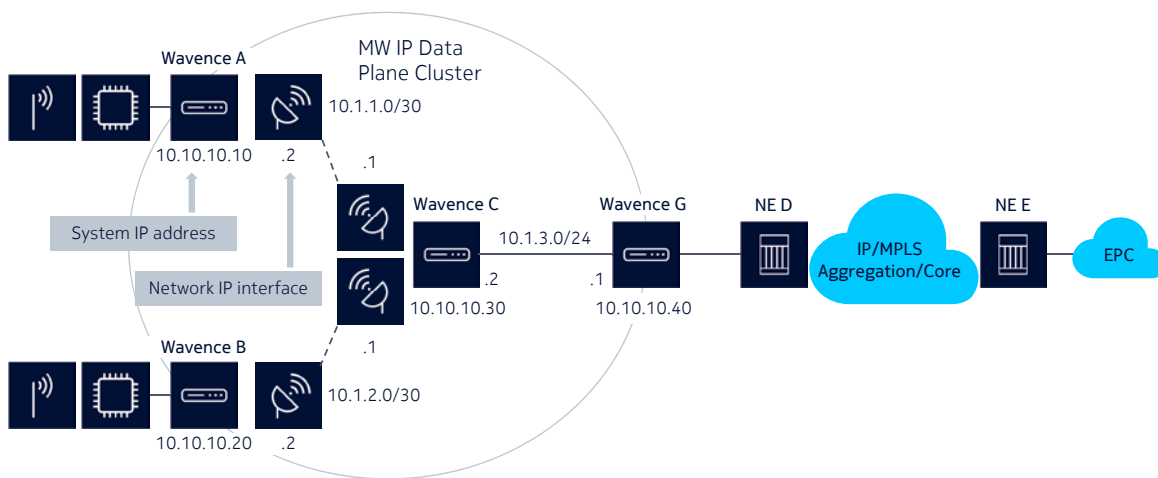 MW IP Data
Plane Cluster
Wavence A
10.1.1.0/30
10.10.10.10
.2
.1
System IP address
Network IP interface
Wavence C
10.1.3.0/24
.2
10.10.10.30
Wavence G
.1
10.10.10.40
NE D
IP/MPLS
Aggregation/Core
NE E
EPC
.1
Wavence B
10.1.2.0/30
10.10.10.20
.2